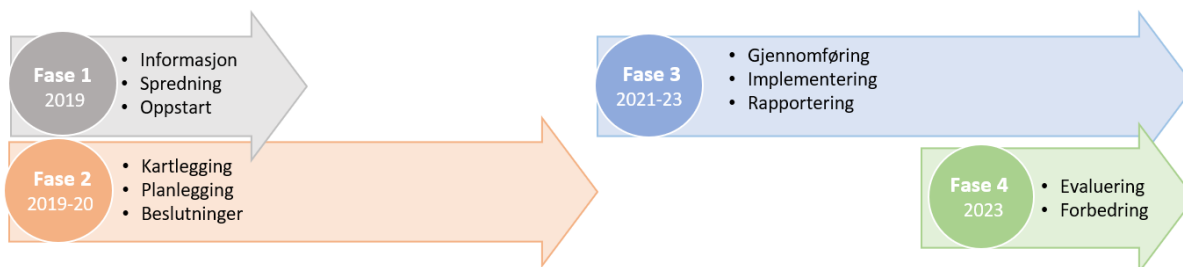 Fase 1
2019
• Informasjon
• Spredning
• Oppstart
Fase 2
2019-20
• Kartlegging
• Planlegging
• Beslutninger
Fase 3
2021-23
• Gjennomføring
• Implementering
• Rapportering
Fase 4
2023
• Evaluering
• Forbedring